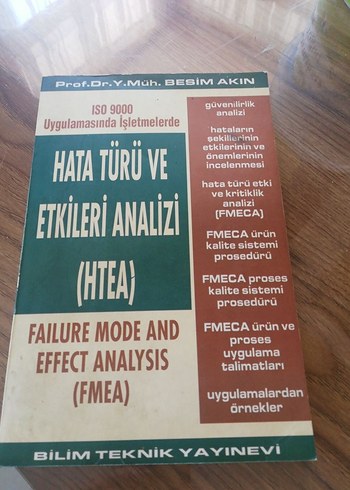 Prof.Dr.Y.Müh. BESİM AKIN
ISO 9000
Uygulamasında İşletmelerde
HATA TÜRÜ VE
ETKİLERİ ANALİZİ
(HTEA)
FAILURE MODE AND
EFFECT ANALYSIS
(FMEA)
güvenilirlik
analizi
hataların
şekillerinin
etkilerinin ve
önemlerinin
incelenmesi
hata türü etki
ve kritiklik
analizi
(FMECA)
FMECA ürün
kalite sistemi
prosedürü
FMECA proses
kalite sistemi
prosedürü
FMECA ürün ve
proses
uygulama
talimatları
uygulamalardan
örnekler
BİLİM TEKNİK YAYINEVİ